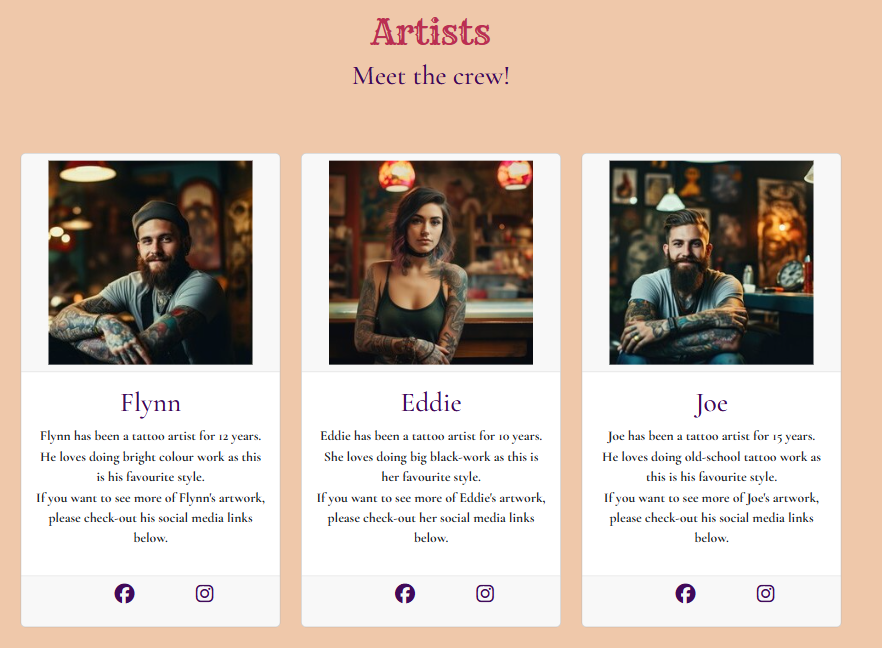 Artists
Meet the crew!
Flynn
Flynn has been a tattoo artist for 12 years.
He loves doing bright colour work as this
is his favourite style.
If you want to see more of Flynn's artwork,
please check-out his social media links
below.
Eddie
Eddie has been a tattoo artist for 10 years.
She loves doing big black-work as this is
her favourite style.
If you want to see more of Eddie's artwork,
please check-out her social media links
below.
Joe
Joe has been a tattoo artist for 15 years.
He loves doing old-school tattoo work as
this is his favourite style.
If you want to see more of Joe's artwork,
please check-out his social media links
below.